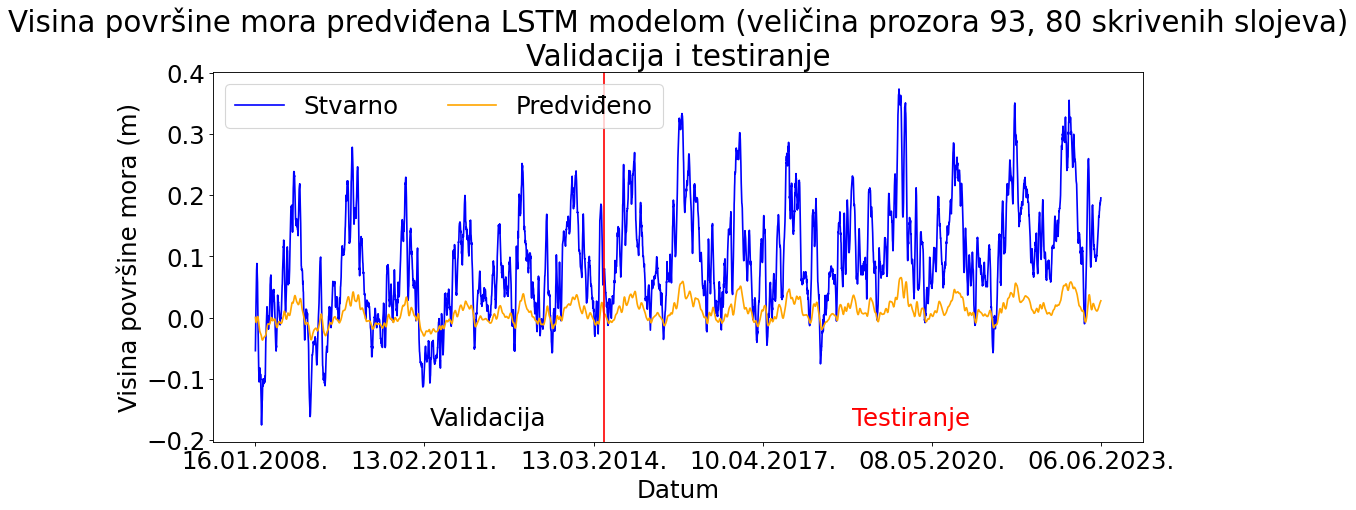 Visina površine mora predviđena LSTM modelom (veličina prozora 93, 80 skrivenih slojeva)
Validacija i testiranje
Stvarno
Predviđeno
Visina površine mora (m)
0.4
0.3
0.2
0.1
0.0
−0.1
−0.2
Validacija
Testiranje
16.01.2008.
13.02.2011.
13.03.2014.
10.04.2017.
08.05.2020.
06.06.2023.
Datum